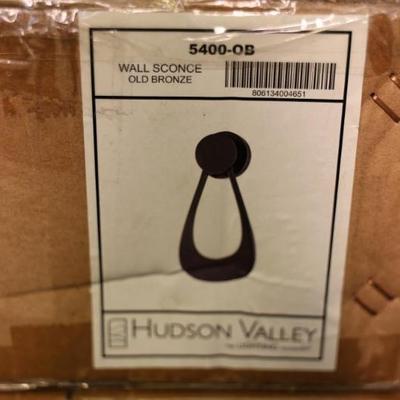 5400-OB
WALL SCONCE
OLD BRONZE
806134004651
HUDSON VALLEY